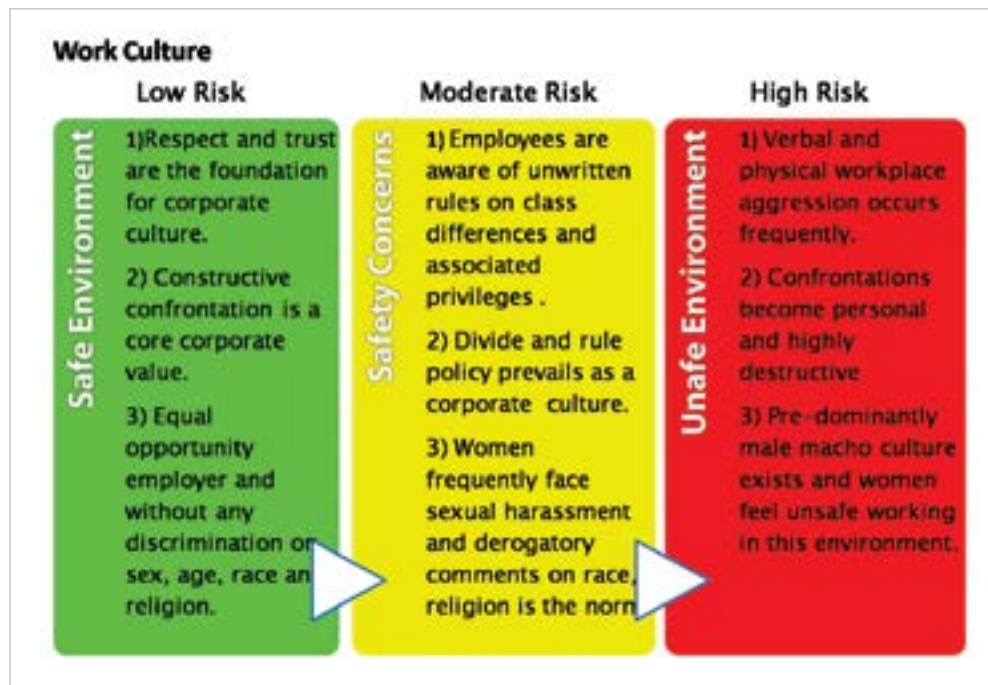 Work Culture
Low Risk
Safe Environment
1)Respect and trust
are the foundation
for corporate
culture.
2) Constructive
confrontation is a
core corporate
value.
3) Equal
opportunity
employer and
without any
discrimination on
sex, age, race an
religion.
Moderate Risk
Safety Concerns
1) Employees are
aware of unwritten
rules on class
differences and
associated
privileges .
2) Divide and rule
policy prevails as a
corporate culture.
3) Women
frequently face
sexual harassment
and derogatory
comments on race,
religion is the norm
High Risk
Unafe Environment
1) Verbal and
physical workplace
aggression occurs
frequently.
2) Confrontations
become personal
and highly
destructive
3) Pre-dominantly
male macho culture
exists and women
feel unsafe working
in this environment.